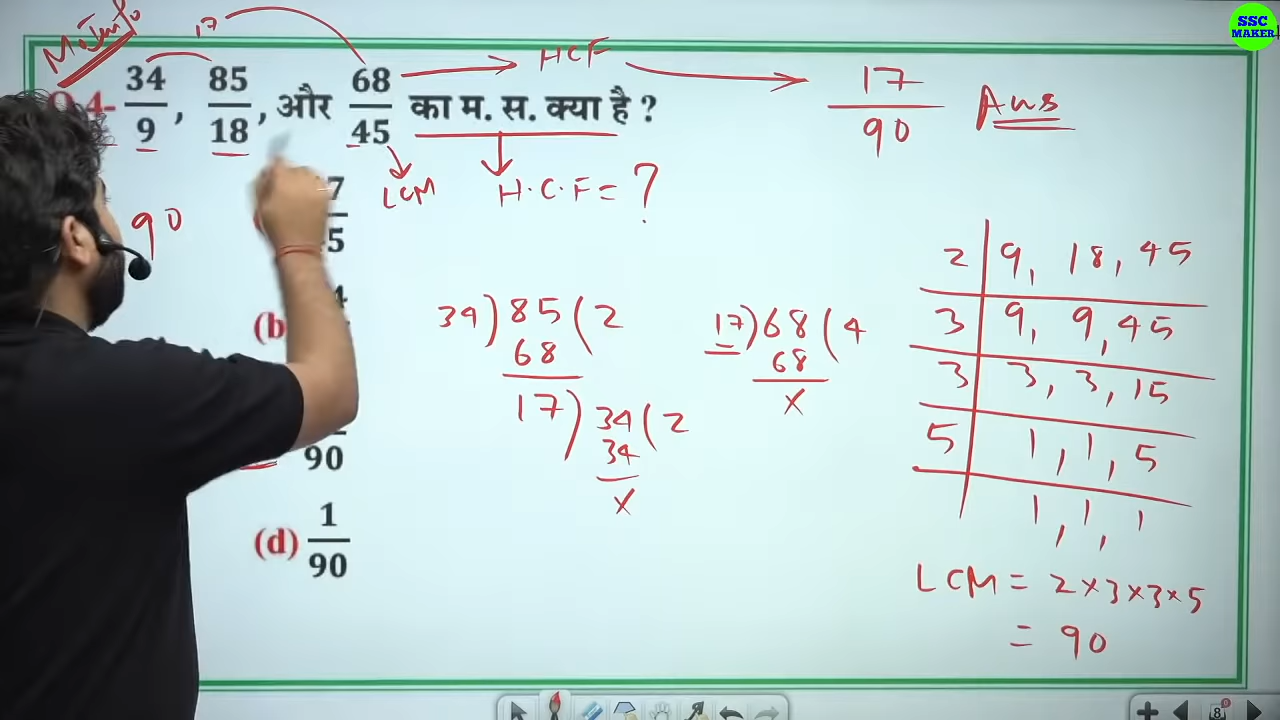 SSC
MAKER
17
HCF
Q.4- 34/9, 85/18, और 68/45 का म. स. क्या है ?
17/90 Ans
LCM
H.C.F = ?
90
34)85(2
68
17)34(2
34
x
17)68(4
68
x
2 | 9, 18, 45
3 | 9, 9, 45
3 | 3, 3, 15
5 | 1, 1, 5
1, 1, 1
LCM = 2×3×3×5
= 90
(b
90
(d) 1/90
8